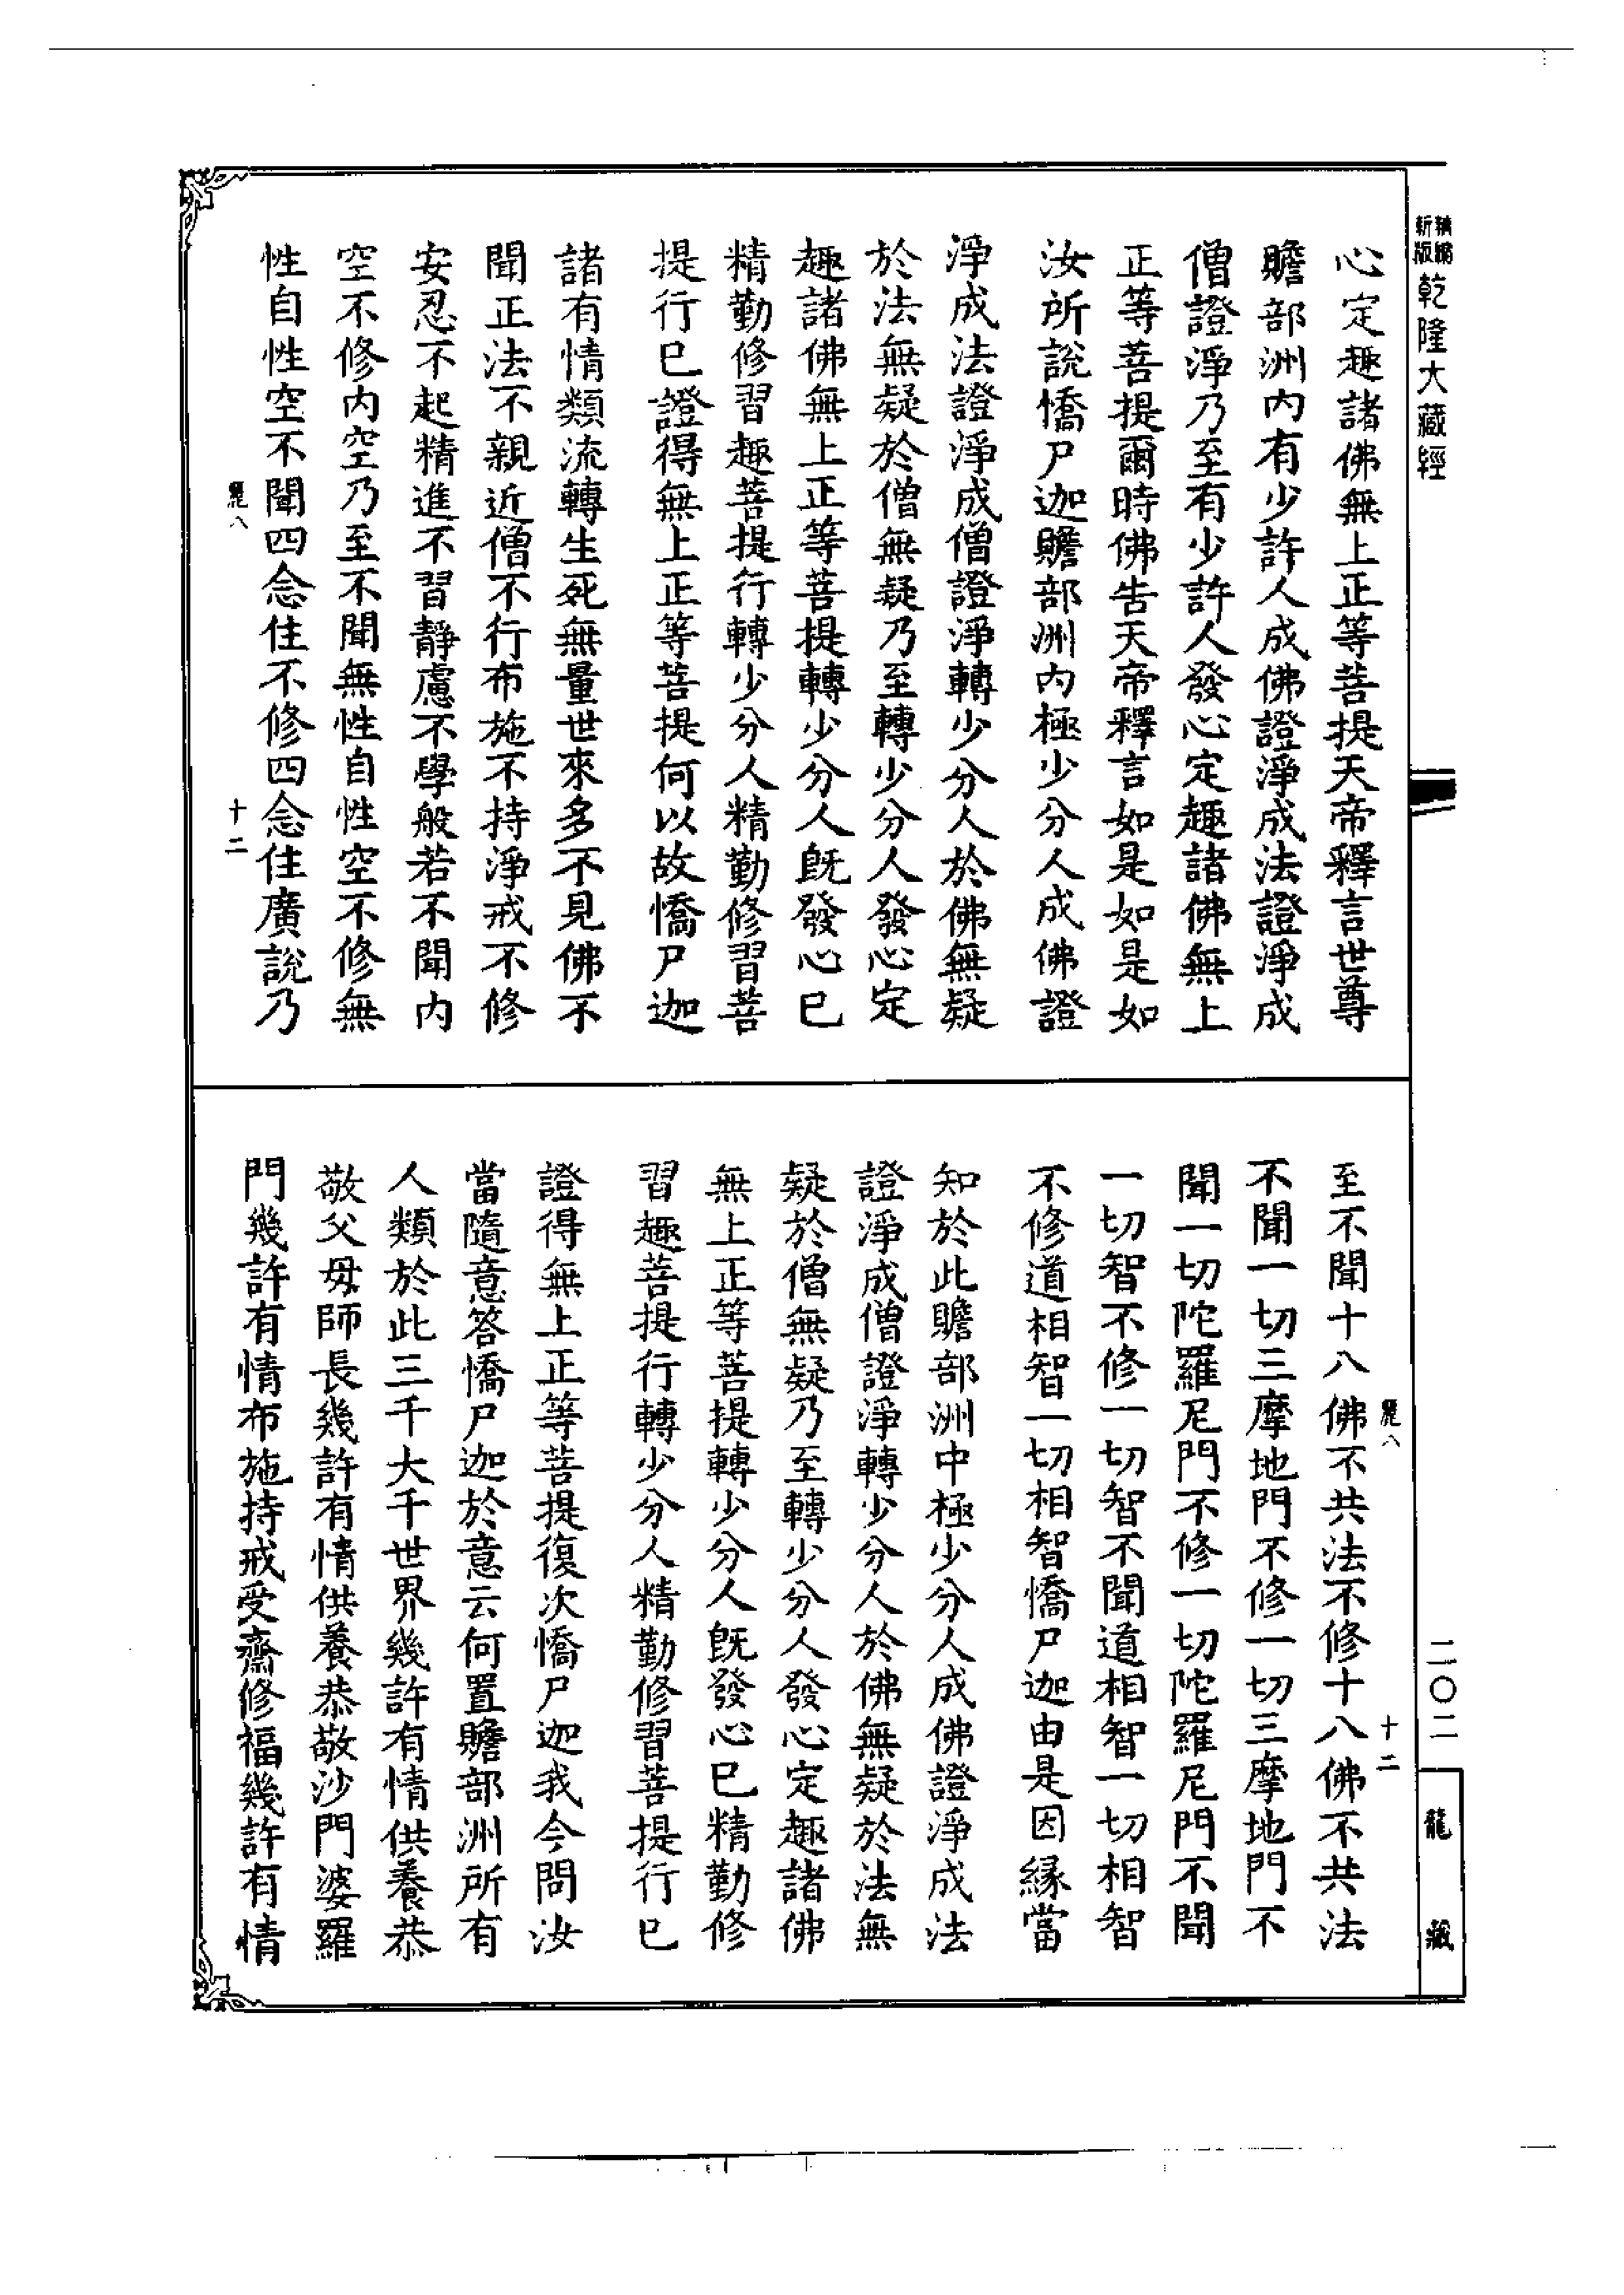 新版精編乾隆大藏經
心定趣諸佛無上正等菩提天帝釋言世尊
贍部洲內有少許人成佛證淨成法證淨成
僧證淨乃至有少許人發心定趣諸佛無上
正等菩提爾時佛告天帝釋言如是如是如
汝所說憍尸迦贍部洲內極少分人成佛證
淨成法證淨成僧證淨轉少分人於佛無疑
於法無疑於僧無疑乃至轉少分人發心定
趣諸佛無上正等菩提轉少分人既發心已
精勤修習趣菩提行轉少分人精勤修習菩
提行已證得無上正等菩提何以故憍尸迦
諸有情類流轉生死無量世來多不見佛不
聞正法不親近僧不行布施不持淨戒不修
安忍不起精進不習靜慮不學般若不聞內
空不修內空乃至不聞無性自性空不修無
性自性空不聞四念住不修四念住廣說乃
麗八 十二
麗八 十二
至不聞十八佛不共法不修十八佛不共法
不聞一切三摩地門不修一切三摩地門不
聞一切陀羅尼門不修一切陀羅尼門不聞
一切智不修一切智不聞道相智一切相智
不修道相智一切相智憍尸迦由是因緣當
知於此贍部洲中極少分人成佛證淨成法
證淨成僧證淨轉少分人於佛無疑於法無
疑於僧無疑乃至轉少分人發心定趣諸佛
無上正等菩提轉少分人既發心已精勤修
習趣菩提行轉少分人精勤修習菩提行已
證得無上正等菩提復次憍尸迦我今問汝
當隨意答憍尸迦於意云何置贍部洲所有
人類於此三千大千世界幾許有情供養恭
敬父母師長幾許有情供養恭敬沙門婆羅
門幾許有情布施持戒受齋修福幾許有情
二〇二
龍藏